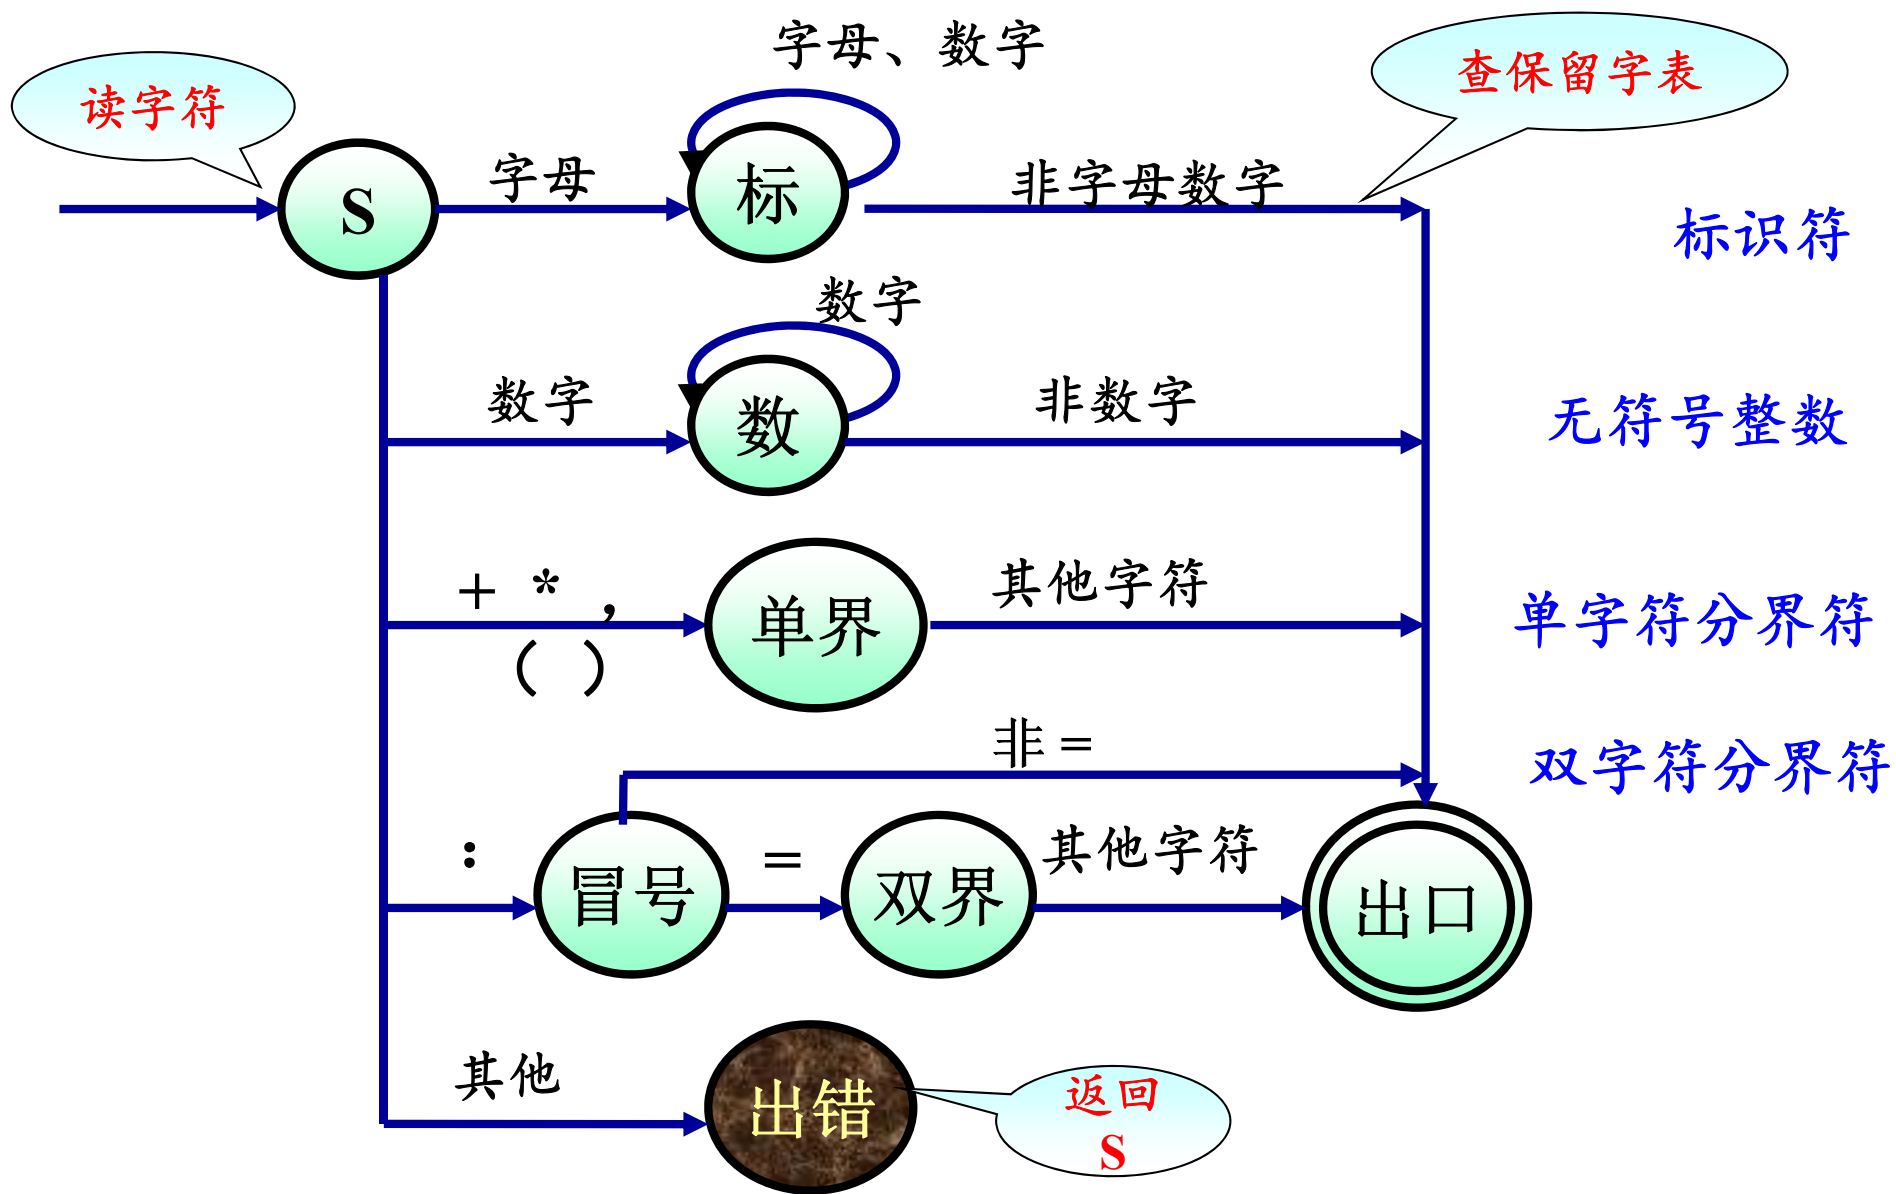 字母、数字
读字符
查保留字表
S
字母
标
非字母数字
标识符
数字
数字
数
非数字
无符号整数
+ * ,
( )
单界
其他字符
单字符分界符
非 =
双字符分界符
:
冒号
=
双界
其他字符
出口
其他
出错
返回
S